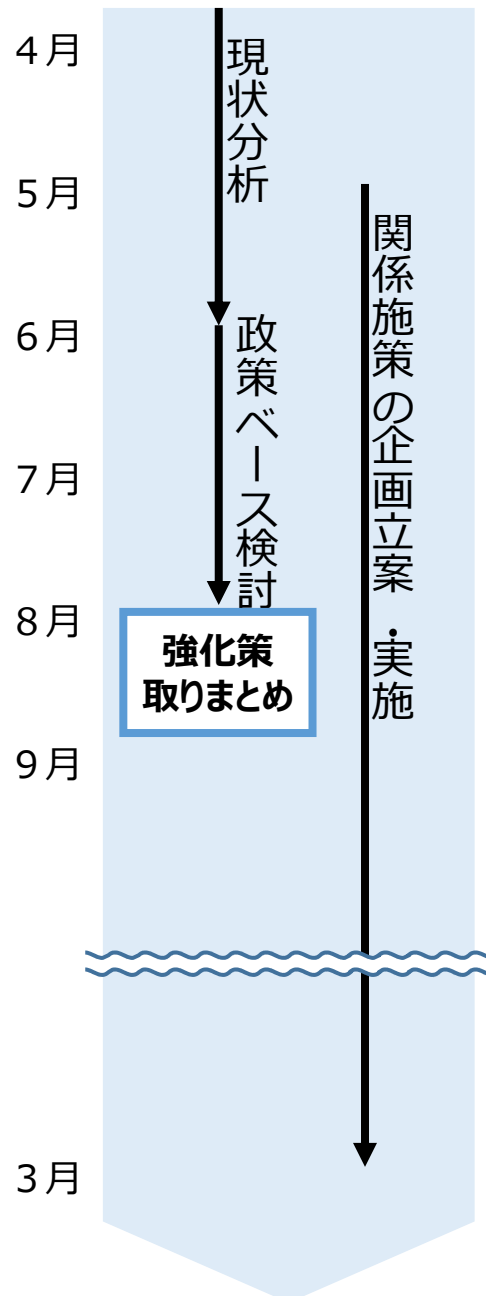 4月
現状分析
5月
関係施策の企画立案・実施
6月
政策ベース検討
7月
8月
強化策
取りまとめ
9月
3月